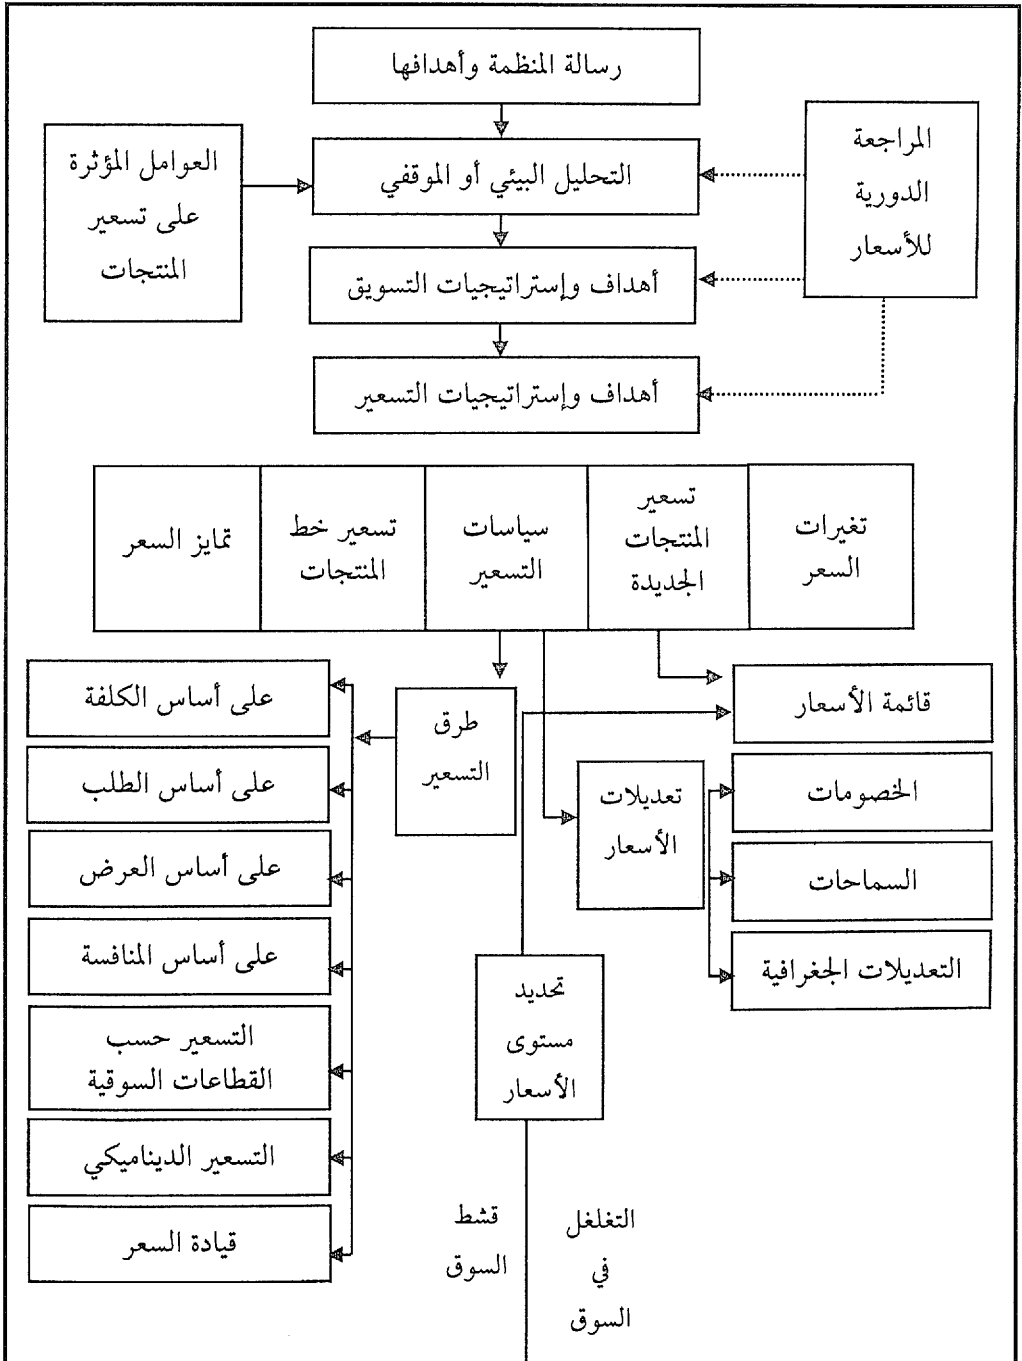 رسالة المنظمة وأهدافها
المراجعة
الدورية
للأسعار
العوامل المؤثرة
على تسعير
المنتجات
التحليل البيئي أو الموقفي
أهداف وإستراتيجيات التسويق
أهداف وإستراتيجيات التسعير
تغيرات
السعر
تسعير
المنتجات
الجديدة
سياسات
التسعير
تسعير خط
المنتجات
تمايز السعر
قائمة الأسعار
الخصومات
السماحات
التعديلات الجغرافية
تعديلات
الأسعار
طرق
التسعير
على أساس الكلفة
على أساس الطلب
على أساس العرض
على أساس المنافسة
التسعير حسب
القطاعات السوقية
التسعير الديناميكي
قيادة السعر
تحديد
مستوى
الأسعار
التغلغل
في
السوق
قشط
السوق